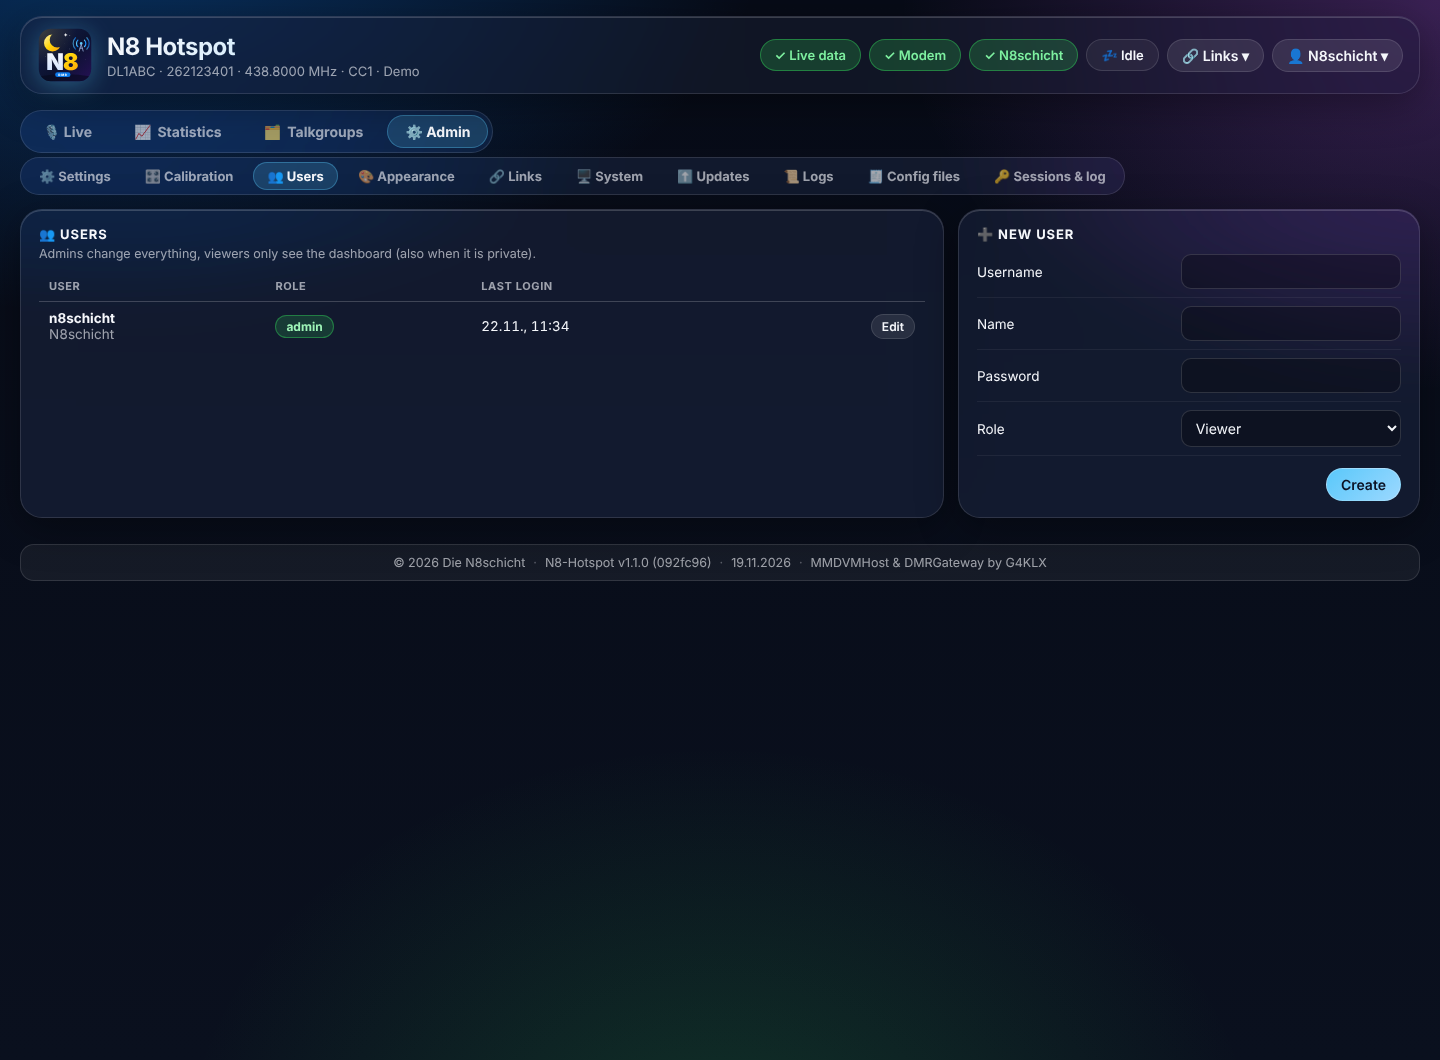 N8
DMR
N8 Hotspot
DL1ABC · 262123401 · 438.8000 MHz · CC1 · Demo
✓ Live data
✓ Modem
✓ N8schicht
💤 Idle
🔗 Links ▾
👤 N8schicht ▾
🎙️ Live
📈 Statistics
🗂️ Talkgroups
⚙️ Admin
⚙️ Settings
🎛️ Calibration
👥 Users
🎨 Appearance
🔗 Links
🖥️ System
⬆️ Updates
📜 Logs
🧾 Config files
🔑 Sessions & log
👥 USERS
Admins change everything, viewers only see the dashboard (also when it is private).
USER ROLE LAST LOGIN
n8schicht
N8schicht
admin
22.11., 11:34
Edit
➕ NEW USER
Username
Name
Password
Role
Viewer
Create
© 2026 Die N8schicht · N8-Hotspot v1.1.0 (092fc96) · 19.11.2026 · MMDVMHost & DMRGateway by G4KLX